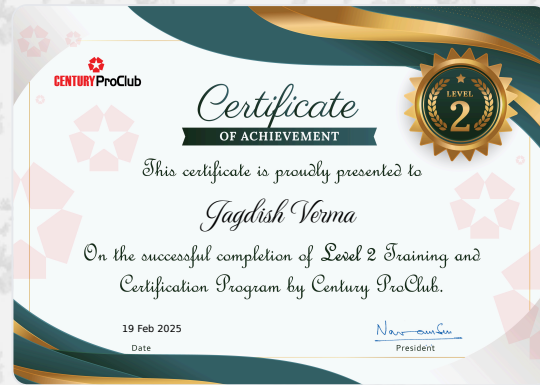 CENTURY ProClub
Certificate
OF ACHIEVEMENT
LEVEL
2
This certificate is proudly presented to
Jagdish Verma
On the successful completion of Level 2 Training and
Certification Program by Century ProClub.
19 Feb 2025
Date
President